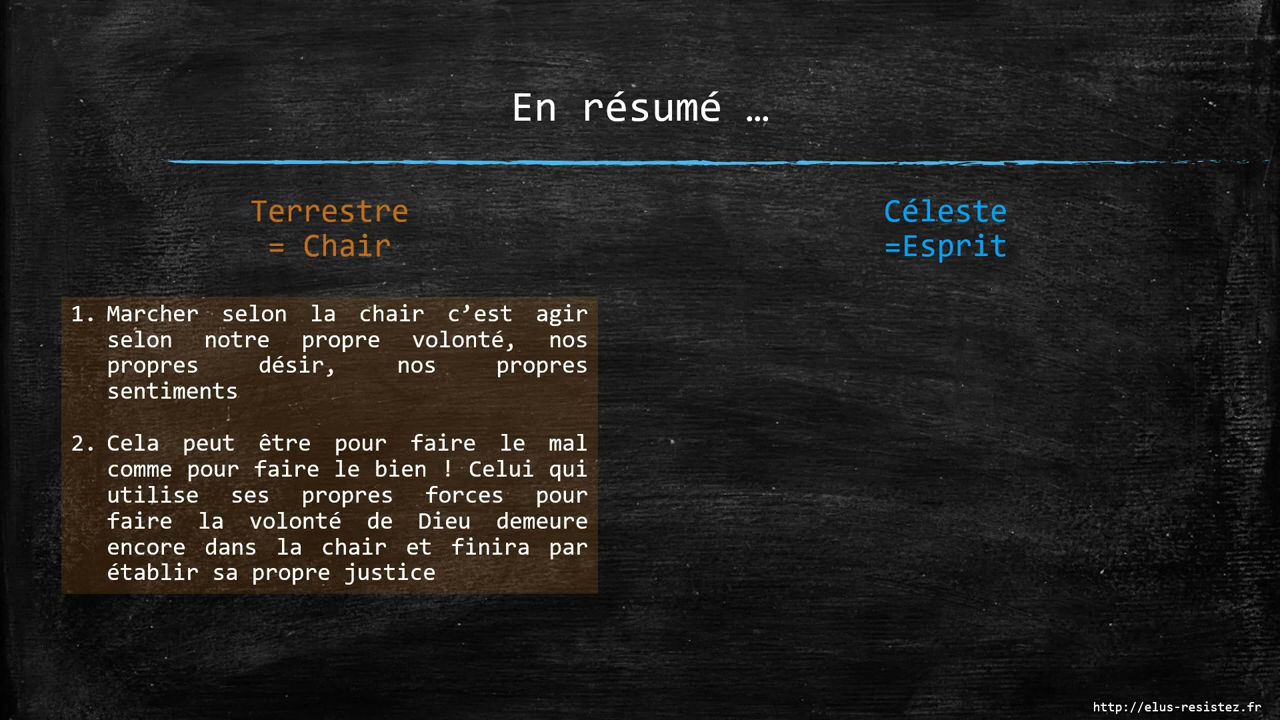 En résumé …
Terrestre
= Chair
Céleste
=Esprit
1. Marcher selon la chair c’est agir
selon notre propre volonté, nos
propres désir, nos propres
sentiments
2. Cela peut être pour faire le mal
comme pour faire le bien ! Celui qui
utilise ses propres forces pour
faire la volonté de Dieu demeure
encore dans la chair et finira par
établir sa propre justice
http://elus-resistez.fr